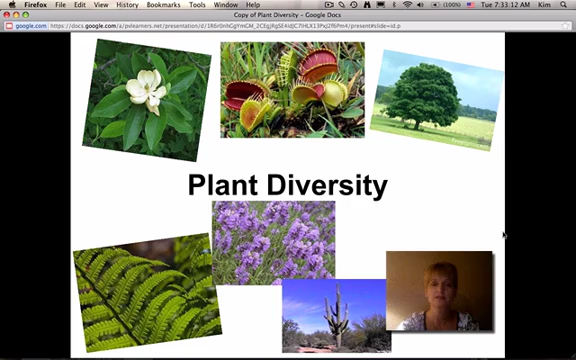 Firefox File Edit View History Bookmarks Tools Window Help (100%) Tue 7:33:12 AM Kim
Copy of Plant Diversity – Google Docs
google.com
Plant Diversity